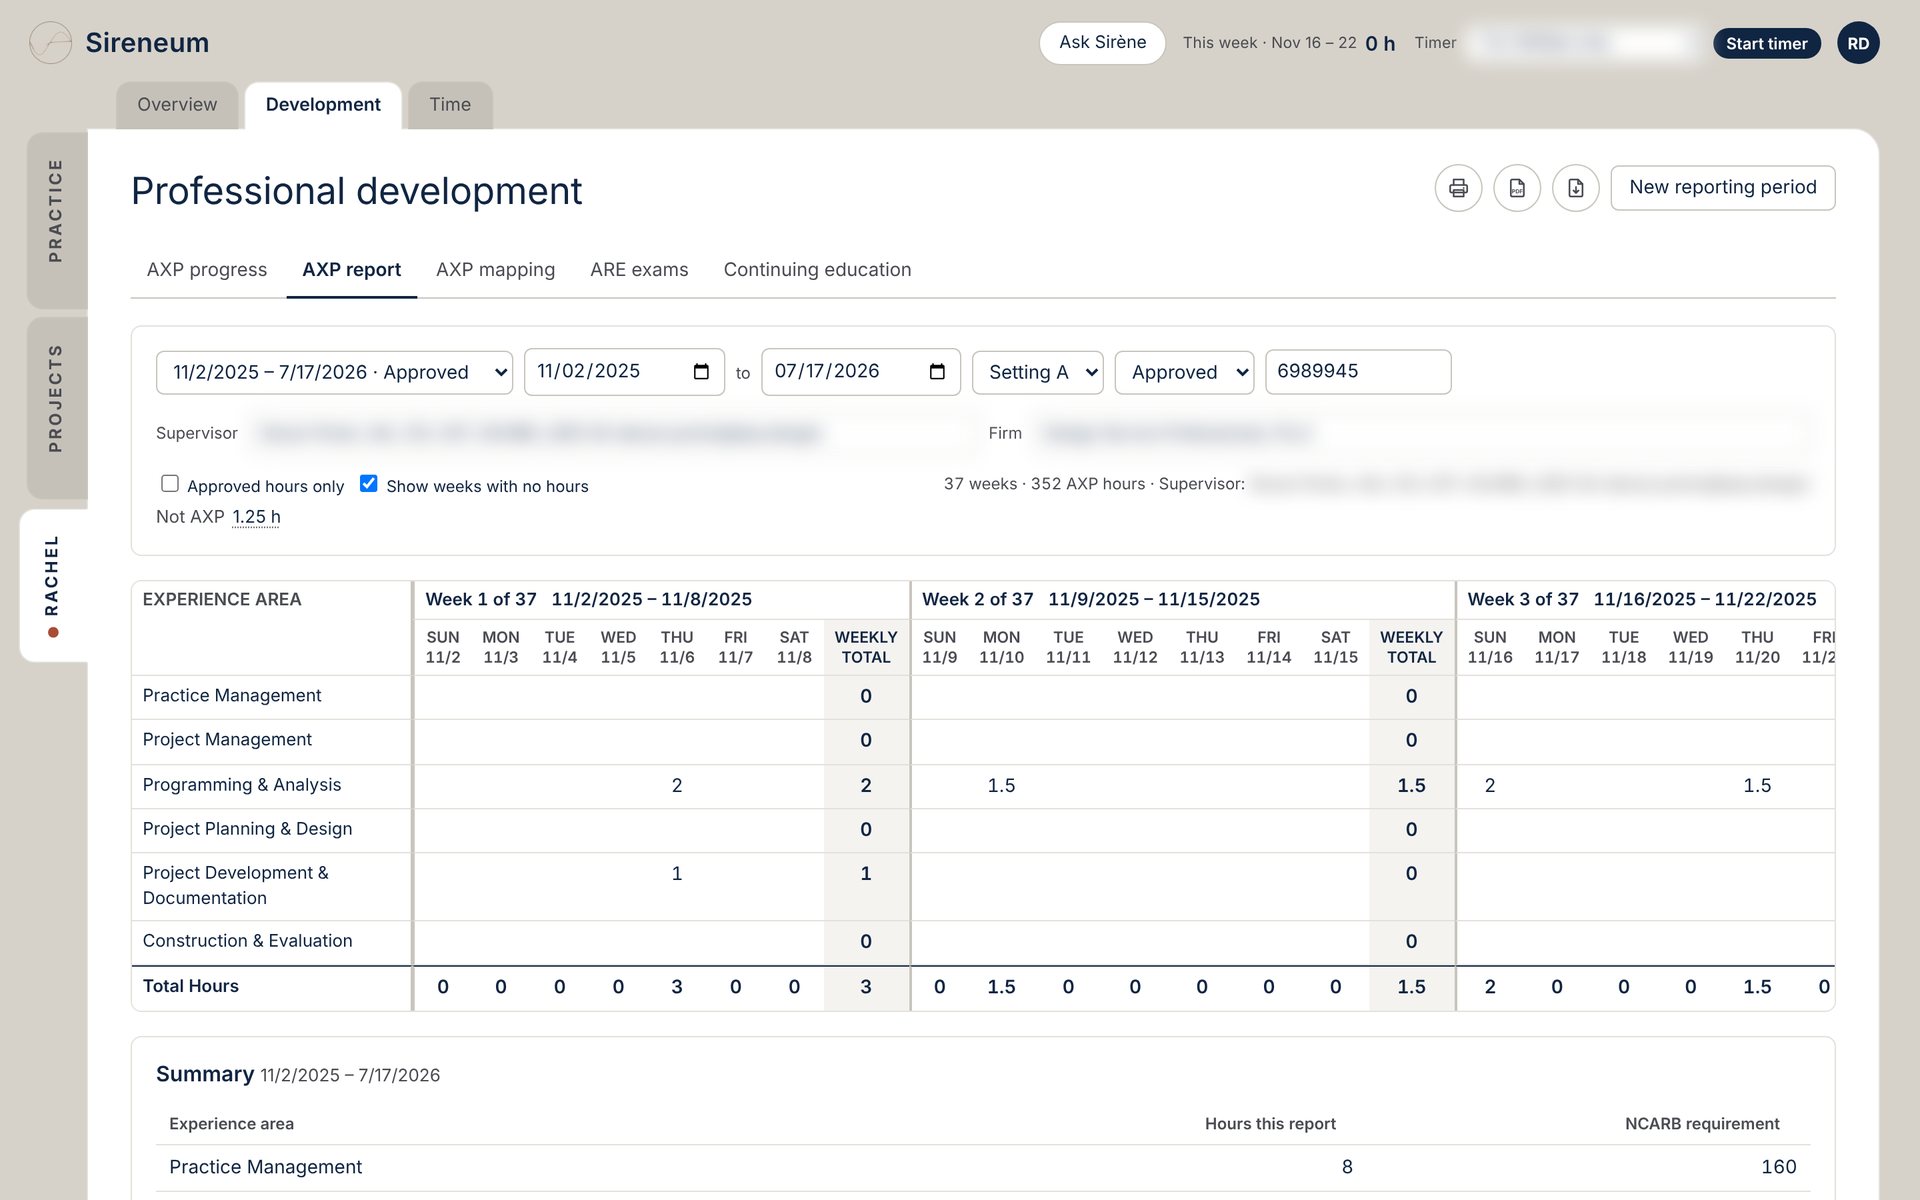 Sireneum
Ask Sirène
This week · Nov 16 – 22 0 h
Timer
Start timer
RD
Overview
Development
Time
PRACTICE
PROJECTS
RACHEL
Professional development
PDF
New reporting period
AXP progress
AXP report
AXP mapping
ARE exams
Continuing education
11/2/2025 – 7/17/2026 · Approved
11/02/2025
to
07/17/2026
Setting A
Approved
6989945
Supervisor
Firm
Approved hours only
Show weeks with no hours
37 weeks · 352 AXP hours · Supervisor:
Not AXP 1.25 h
EXPERIENCE AREA
Week 1 of 37 11/2/2025 – 11/8/2025
Week 2 of 37 11/9/2025 – 11/15/2025
Week 3 of 37 11/16/2025 – 11/22/2025
SUN MON TUE WED THU FRI SAT WEEKLY SUN MON TUE WED THU FRI SAT WEEKLY SUN MON TUE WED THU FRI
11/2 11/3 11/4 11/5 11/6 11/7 11/8 TOTAL 11/9 11/10 11/11 11/12 11/13 11/14 11/15 TOTAL 11/16 11/17 11/18 11/19 11/20 11/2
Practice Management 0 0
Project Management 0 0
Programming & Analysis 2 2 1.5 1.5 2 1.5
Project Planning & Design 0 0
Project Development & 1 1 0
Documentation
Construction & Evaluation 0 0
Total Hours 0 0 0 0 3 0 0 3 0 1.5 0 0 0 0 0 1.5 2 0 0 0 1.5 0
Summary 11/2/2025 – 7/17/2026
Experience area Hours this report NCARB requirement
Practice Management 8 160